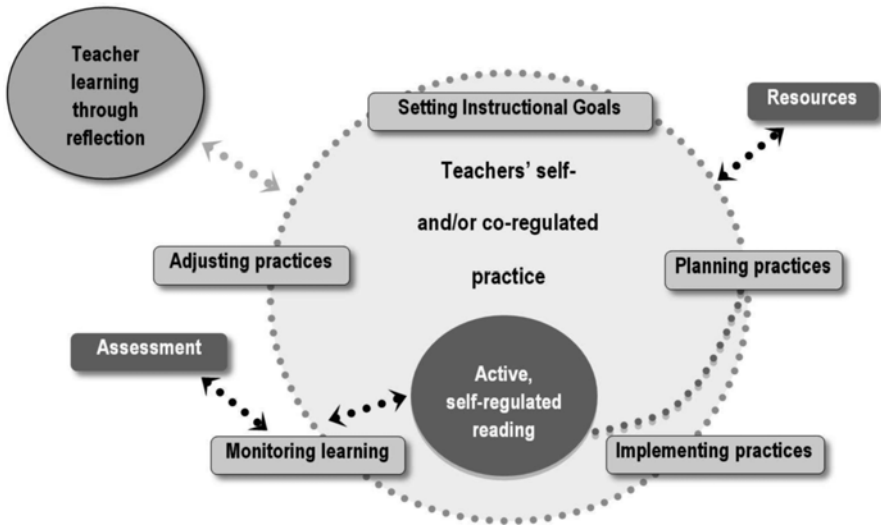 Teacher
learning
through
reflection
Setting Instructional Goals
Resources
Teachers' self-
and/or co-regulated
practice
Adjusting practices
Planning practices
Assessment
Active,
self-regulated
reading
Monitoring learning
Implementing practices